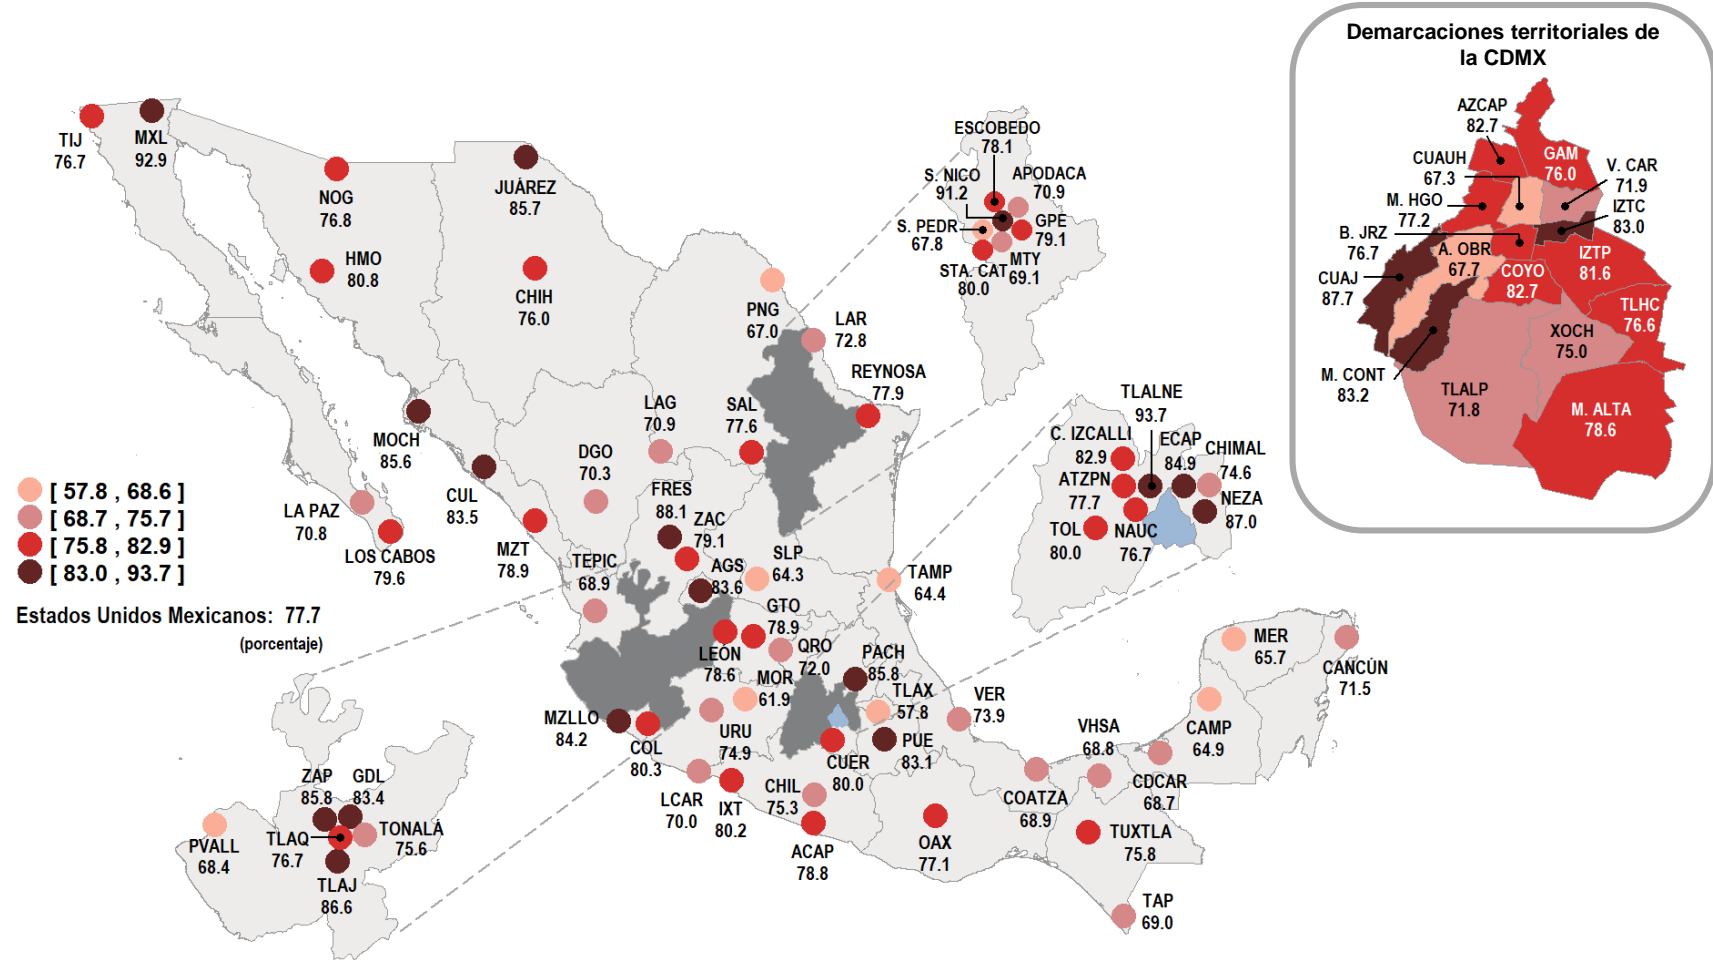 Demarcaciones territoriales de
la CDMX
AZCAP
82.7
CUAUH
67.3
GAM
76.0
V. CAR
71.9
M. HGO
77.2
IZTC
83.0
B. JRZ
76.7
A. OBR
67.7
IZTP
81.6
CUAJ
87.7
COYO
82.7
TLHC
76.6
XOCH
75.0
M. CONT
83.2
TLALP
71.8
M. ALTA
78.6
TIJ
76.7
MXL
92.9
NOG
76.8
HMO
80.8
JUÁREZ
85.7
CHIH
76.0
ESCOBEDO
78.1
S. NICO
91.2
APODACA
70.9
S. PEDR
67.8
GPE
79.1
STA. CAT
80.0
MTY
69.1
PNG
67.0
LAR
72.8
REYNOSA
77.9
LAG
70.9
SAL
77.6
MOCH
85.6
DGO
70.3
CUL
83.5
FRES
88.1
ZAC
79.1
LA PAZ
70.8
LOS CABOS
79.6
MZT
78.9
TEPIC
68.9
AGS
83.6
SLP
64.3
TAMP
64.4
TLALNE
93.7
C. IZCALLI
82.9
ECAP
84.9
CHIMAL
74.6
ATZPN
77.7
NEZA
87.0
TOL
80.0
NAUC
76.7
[ 57.8 , 68.6 ]
[ 68.7 , 75.7 ]
[ 75.8 , 82.9 ]
[ 83.0 , 93.7 ]
Estados Unidos Mexicanos: 77.7
(porcentaje)
GTO
78.9
LEÓN
78.6
QRO
72.0
PACH
85.8
MOR
61.9
TLAX
57.8
VER
73.9
MER
65.7
CANCÚN
71.5
MZLLO
84.2
COL
80.3
URU
74.9
CUER
80.0
PUE
83.1
VHSA
68.8
CAMP
64.9
CDCAR
68.7
LCAR
70.0
IXT
80.2
CHIL
75.3
ACAP
78.8
OAX
77.1
COATZA
68.9
TUXTLA
75.8
TAP
69.0
ZAP
85.8
GDL
83.4
PVALL
68.4
TLAQ
76.7
TONALÁ
75.6
TLAJ
86.6